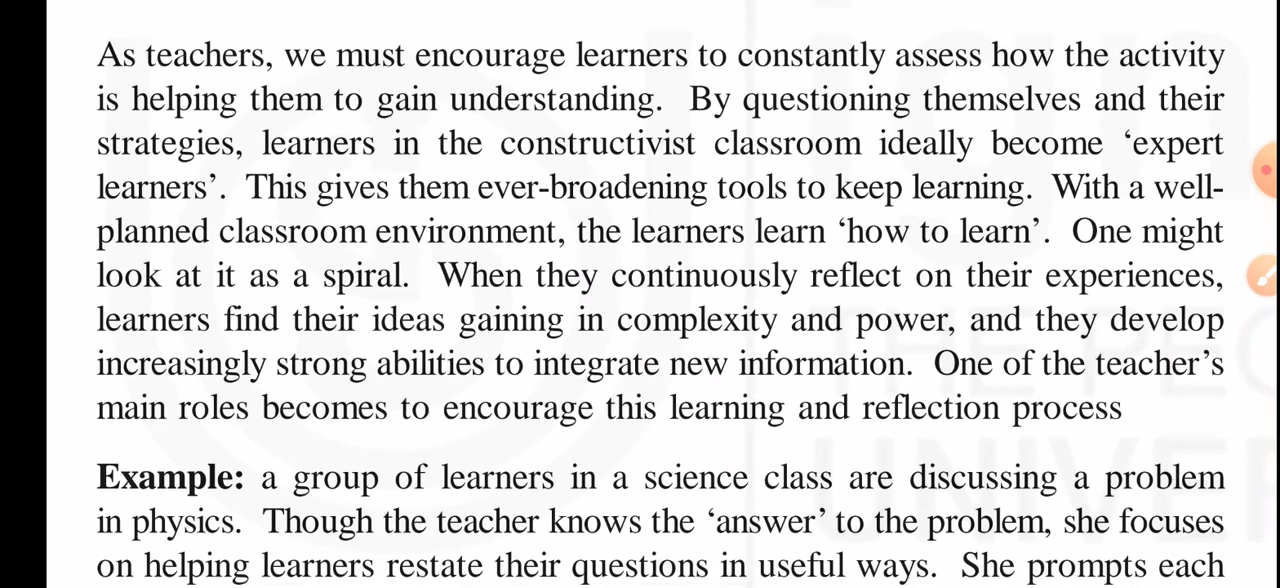 As teachers, we must encourage learners to constantly assess how the activity
is helping them to gain understanding. By questioning themselves and their
strategies, learners in the constructivist classroom ideally become ‘expert
learners’. This gives them ever-broadening tools to keep learning. With a well-
planned classroom environment, the learners learn ‘how to learn’. One might
look at it as a spiral. When they continuously reflect on their experiences,
learners find their ideas gaining in complexity and power, and they develop
increasingly strong abilities to integrate new information. One of the teacher’s
main roles becomes to encourage this learning and reflection process
Example: a group of learners in a science class are discussing a problem
in physics. Though the teacher knows the ‘answer’ to the problem, she focuses
on helping learners restate their questions in useful ways. She prompts each